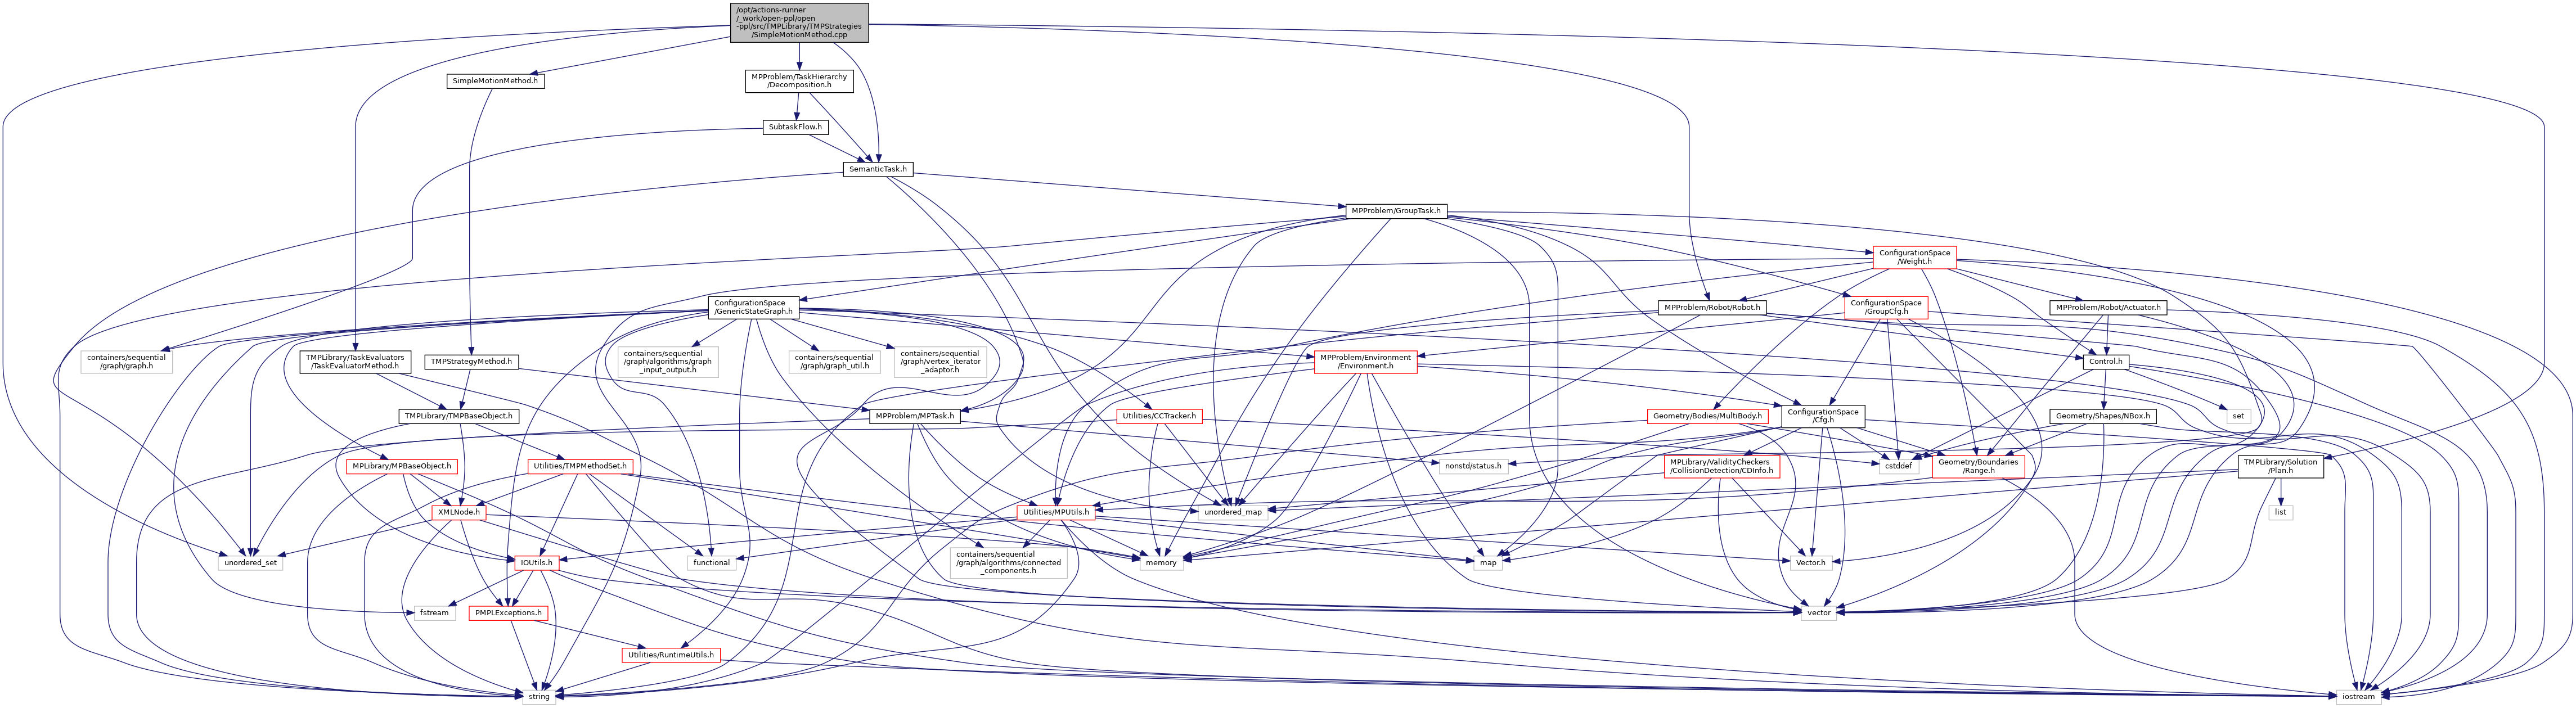 /opt/actions-runner
/_work/open-ppl/open
-ppl/src/TMPLibrary/TMPStrategies
/SimpleMotionMethod.cpp
SimpleMotionMethod.h
MPProblem/TaskHierarchy
/Decomposition.h
SubtaskFlow.h
SemanticTask.h
MPProblem/GroupTask.h
ConfigurationSpace
/Weight.h
ConfigurationSpace
/GenericStateGraph.h
MPProblem/Robot/Robot.h
ConfigurationSpace
/GroupCfg.h
MPProblem/Robot/Actuator.h
containers/sequential
/graph/graph.h
TMPLibrary/TaskEvaluators
/TaskEvaluatorMethod.h
TMPStrategyMethod.h
containers/sequential
/graph/algorithms/graph
_input_output.h
containers/sequential
/graph/graph_util.h
containers/sequential
/graph/vertex_iterator
_adaptor.h
MPProblem/Environment
/Environment.h
Control.h
TMPLibrary/TMPBaseObject.h
MPProblem/MPTask.h
Utilities/CCTracker.h
Geometry/Bodies/MultiBody.h
ConfigurationSpace
/Cfg.h
Geometry/Shapes/NBox.h
set
MPLibrary/MPBaseObject.h
Utilities/TMPMethodSet.h
nonstd/status.h
MPLibrary/ValidityCheckers
/CollisionDetection/CDInfo.h
cstddef
Geometry/Boundaries
/Range.h
TMPLibrary/Solution
/Plan.h
XMLNode.h
Utilities/MPUtils.h
unordered_map
list
unordered_set
IOUtils.h
functional
containers/sequential
/graph/algorithms/connected
_components.h
memory
map
Vector.h
fstream
PMPLExceptions.h
vector
Utilities/RuntimeUtils.h
string
iostream